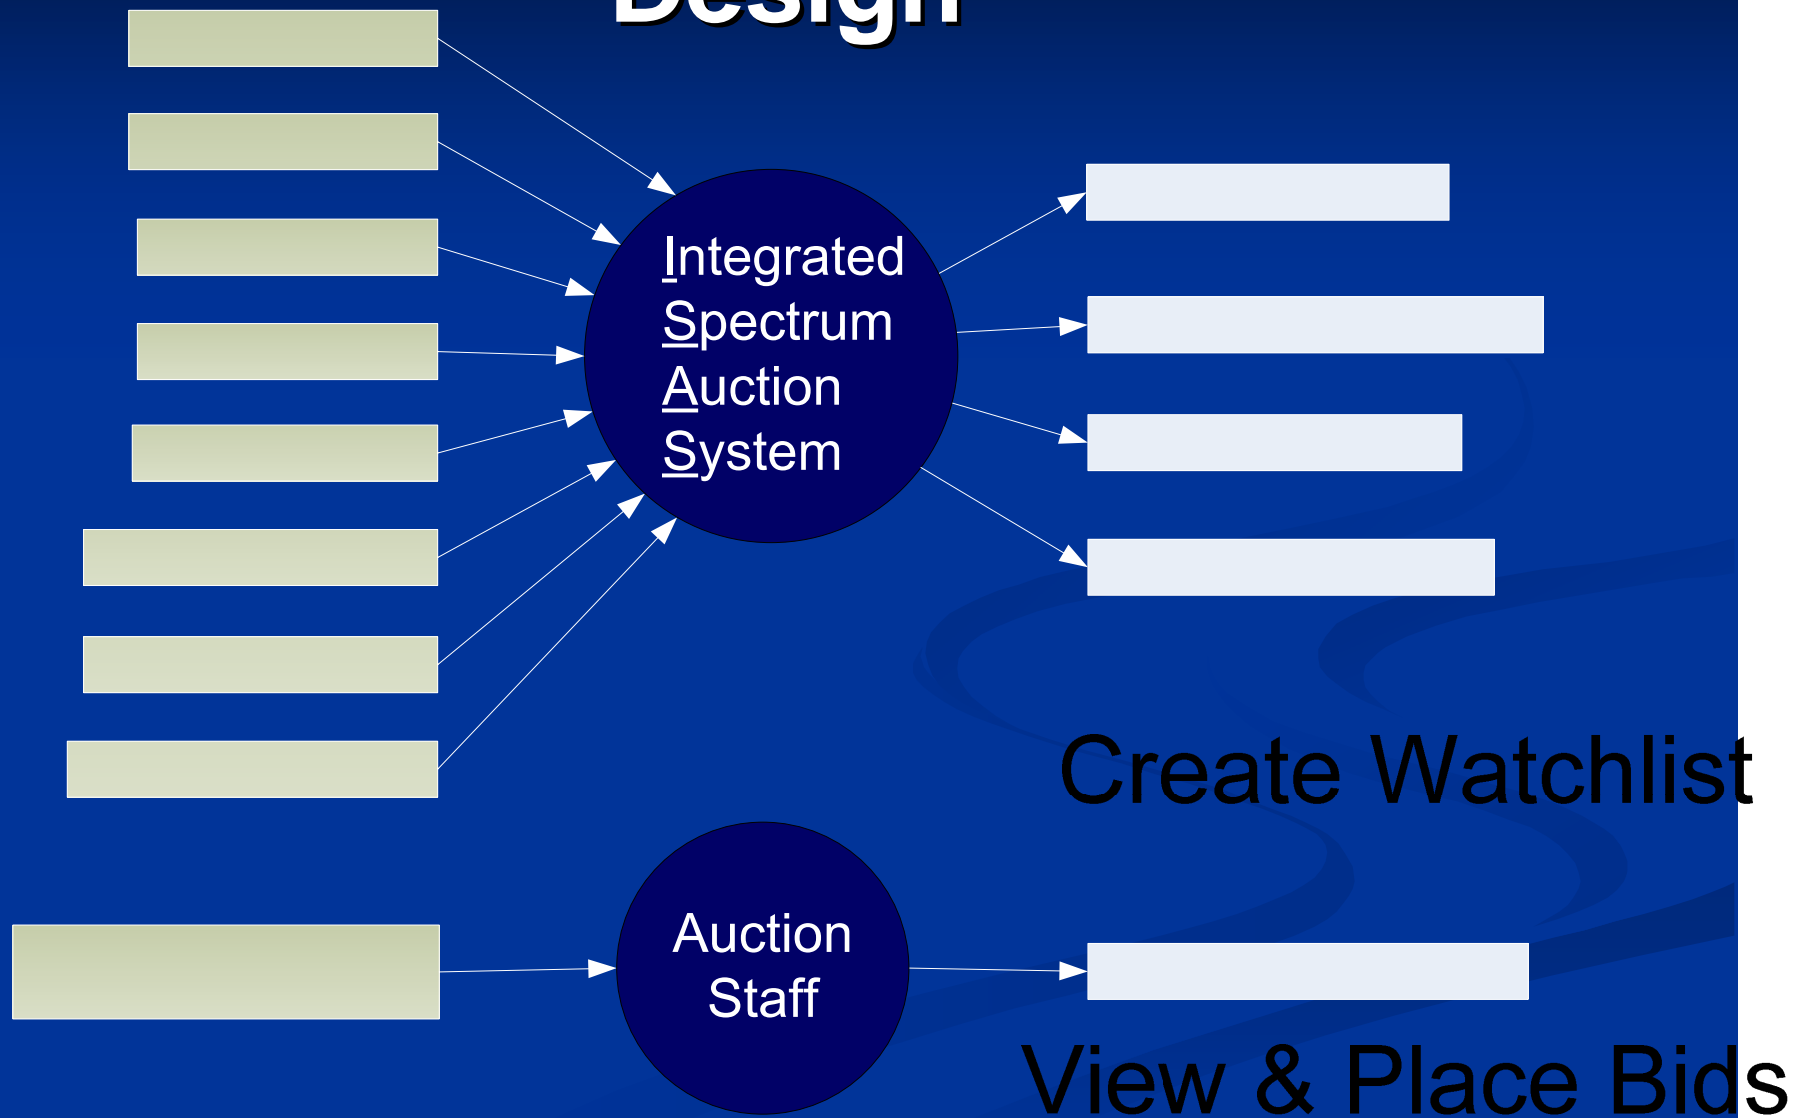 Design
Integrated
Spectrum
Auction
System
Create Watchlist
Auction
Staff
View & Place Bids